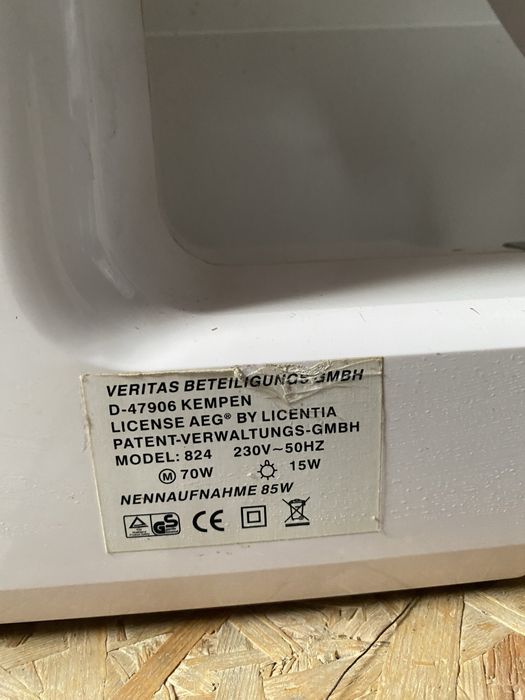 VERITAS BETEILIGUNGS-GMBH
D-47906 KEMPEN
LICENSE AEG® BY LICENTIA
PATENT-VERWALTUNGS-GMBH
MODEL: 824 230V~50HZ
M 70W 15W
NENNAUFNAHME 85W
GS CE